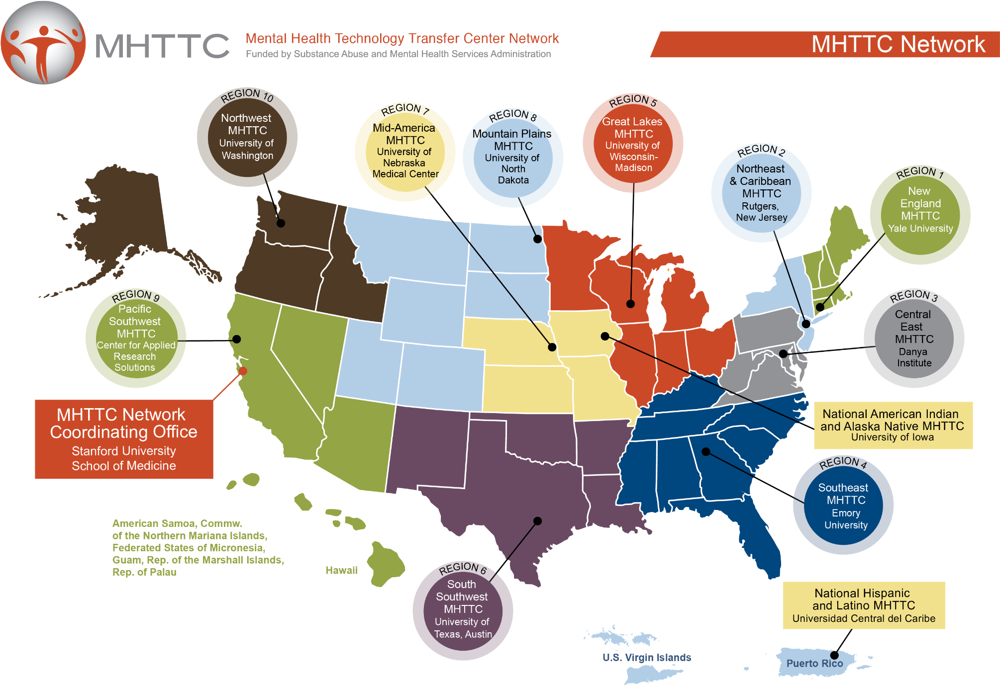 MHTTC
Mental Health Technology Transfer Center Network
Funded by Substance Abuse and Mental Health Services Administration
MHTTC Network
REGION 10
Northwest
MHTTC
University of
Washington
REGION 7
Mid-America
MHTTC
University of
Nebraska
Medical Center
REGION 8
Mountain Plains
MHTTC
University of
North
Dakota
REGION 5
Great Lakes
MHTTC
University of
Wisconsin-
Madison
REGION 2
Northeast
& Caribbean
MHTTC
Rutgers,
New Jersey
REGION 1
New
England
MHTTC
Yale University
REGION 9
Pacific
Southwest
MHTTC
Center for Applied
Research
Solutions
REGION 3
Central
East
MHTTC
Danya
Institute
MHTTC Network
Coordinating Office
Stanford University
School of Medicine
National American Indian
and Alaska Native MHTTC
University of Iowa
REGION 4
Southeast
MHTTC
Emory
University
American Samoa, Commw.
of the Northern Mariana Islands,
Federated States of Micronesia,
Guam, Rep. of the Marshall Islands,
Rep. of Palau
Hawaii
REGION 6
South
Southwest
MHTTC
University of
Texas, Austin
National Hispanic
and Latino MHTTC
Universidad Central del Caribe
U.S. Virgin Islands
Puerto Rico